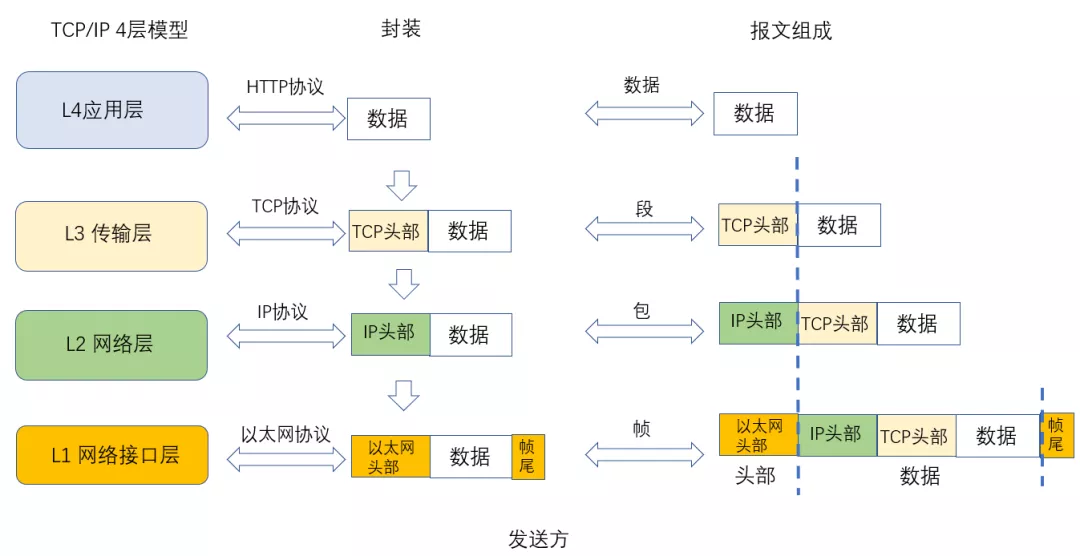 TCP/IP 4层模型
封装
报文组成
L4应用层
HTTP协议
数据
数据
数据
L3 传输层
TCP协议
TCP头部
数据
段
TCP头部
数据
L2 网络层
IP协议
IP头部
数据
包
IP头部
TCP头部
数据
L1 网络接口层
以太网协议
以太网
头部
数据
帧
尾
帧
以太网
头部
IP头部
TCP头部
数据
帧
尾
头部
数据
发送方